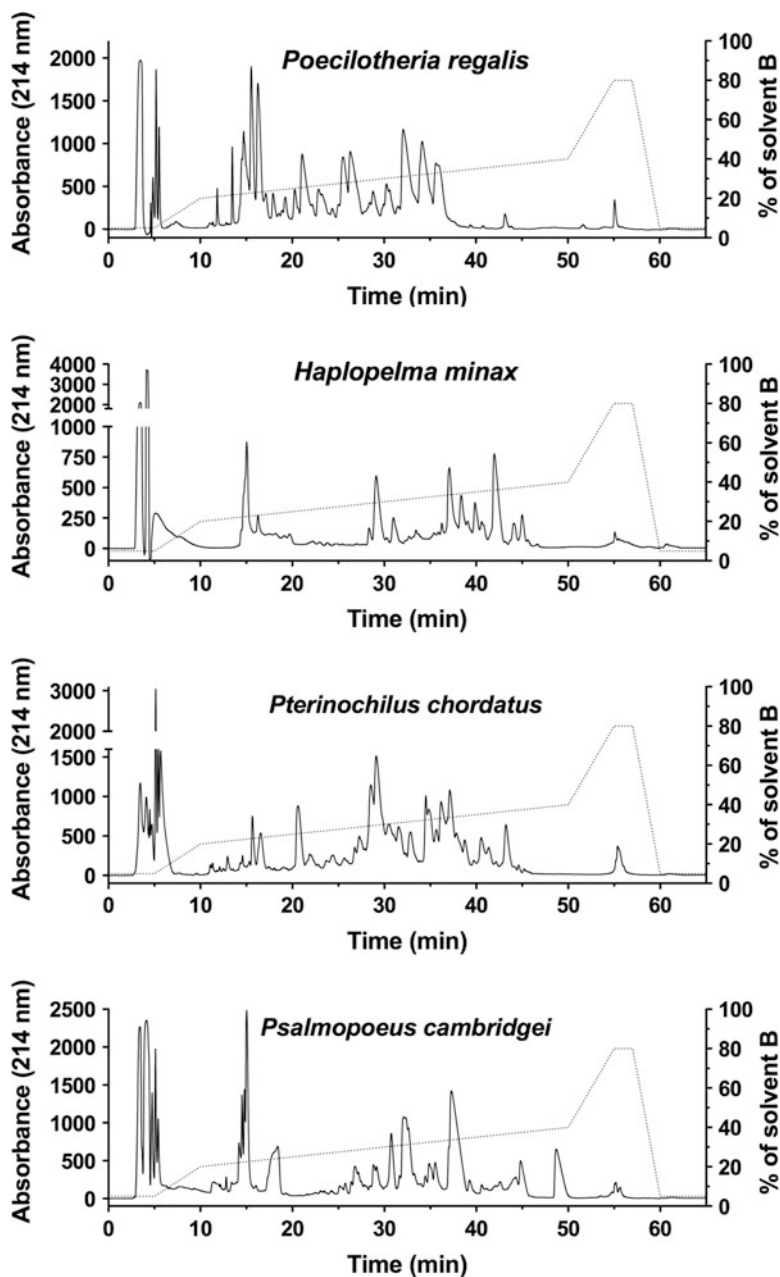 Poecilotheria regalis
Absorbance (214 nm)
2000
1500
1000
500
0
100
80
60
40
20
0
% of solvent B
0 10 20 30 40 50 60
Time (min)
Haplopelma minax
Absorbance (214 nm)
4000
3000
2000
1000
750
500
250
0
100
80
60
40
20
0
% of solvent B
0 10 20 30 40 50 60
Time (min)
Pterinochilus chordatus
Absorbance (214 nm)
3000
2000
1500
1000
500
0
100
80
60
40
20
0
% of solvent B
0 10 20 30 40 50 60
Time (min)
Psalmopoeus cambridgei
Absorbance (214 nm)
2500
2000
1500
1000
500
0
100
80
60
40
20
0
% of solvent B
0 10 20 30 40 50 60
Time (min)